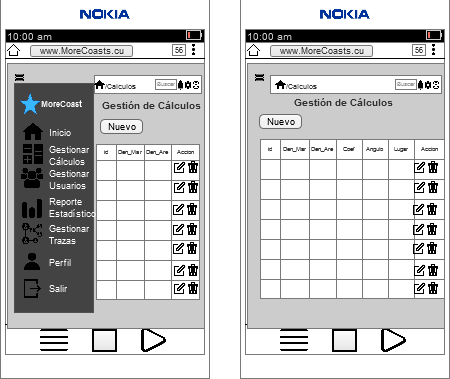 NOKIA
10:00 am
www.MoreCoasts.cu
56
/Calculos
Buscar
MoreCoast
Inicio
Gestionar
Cálculos
Gestionar
Usuarios
Reporte
Estadístico
Gestionar
Trazas
Perfil
Salir
Gestión de Cálculos
Nuevo
id Den_Mar Den_Are Accion
NOKIA
10:00 am
www.MoreCoasts.cu
56
/Calculos
Buscar
Gestión de Cálculos
Nuevo
id Den_Mar Den_Are Coef Angulo Lugar Accion